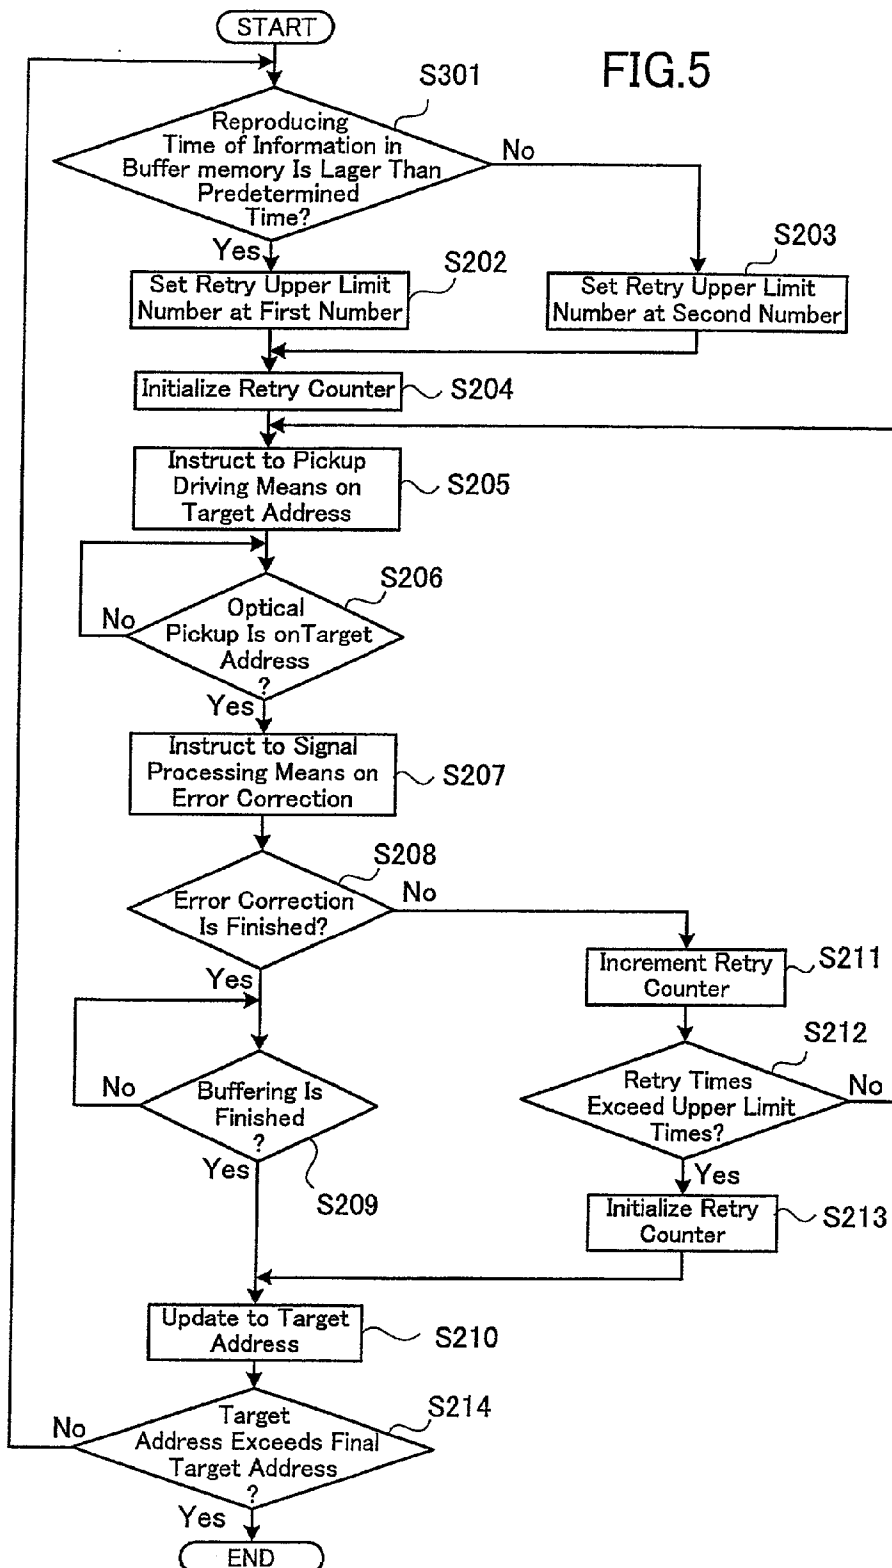 START
FIG.5
S301
Reproducing
Time of Information in
Buffer memory Is Lager Than
Predetermined
Time?
No
Yes
S202
Set Retry Upper Limit
Number at First Number
S203
Set Retry Upper Limit
Number at Second Number
Initialize Retry Counter
S204
Instruct to Pickup
Driving Means on
Target Address
S205
S206
Optical
Pickup Is onTarget
Address
?
No
Yes
Instruct to Signal
Processing Means on
Error Correction
S207
S208
Error Correction
Is Finished?
No
Yes
Increment Retry
Counter
S211
S212
Retry Times
Exceed Upper Limit
Times?
No
Yes
Buffering Is
Finished
?
No
Yes
S209
Initialize Retry
Counter
S213
Update to Target
Address
S210
S214
Target
Address Exceeds Final
Target Address
?
No
Yes
END